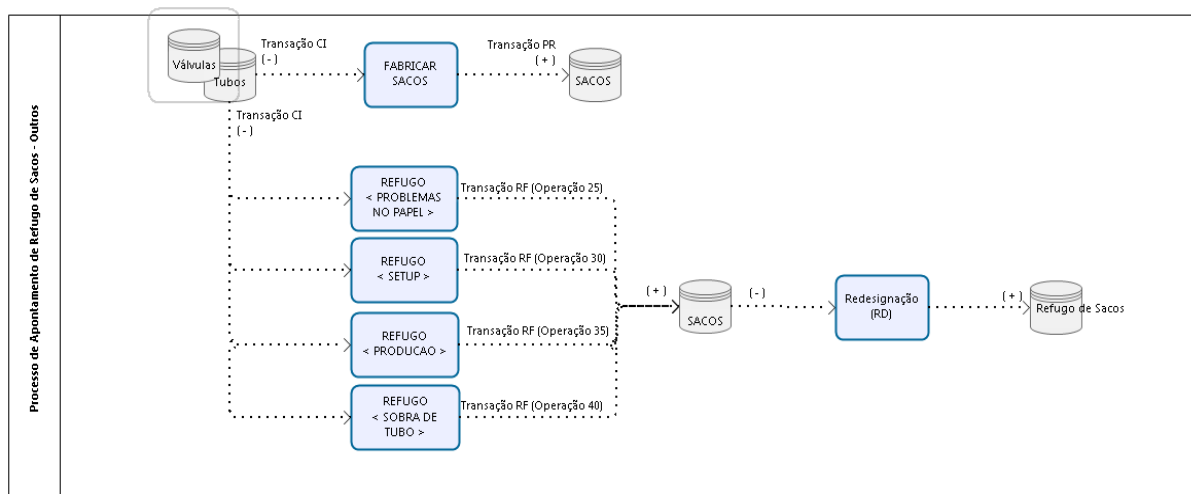 Processo de Apontamento de Refugo de Sacos - Outros
Válvulas
Tubos
Transação CI
( - )
FABRICAR
SACOS
Transação PR
( + )
SACOS
Transação CI
( - )
REFUGO
< PROBLEMAS
NO PAPEL >
Transação RF (Operação 25)
REFUGO
< SETUP >
Transação RF (Operação 30)
REFUGO
< PRODUCAO >
Transação RF (Operação 35)
REFUGO
< SOBRA DE
TUBO >
Transação RF (Operação 40)
( + )
SACOS
( - )
Redesignação
(RD)
( + )
Refugo de Sacos